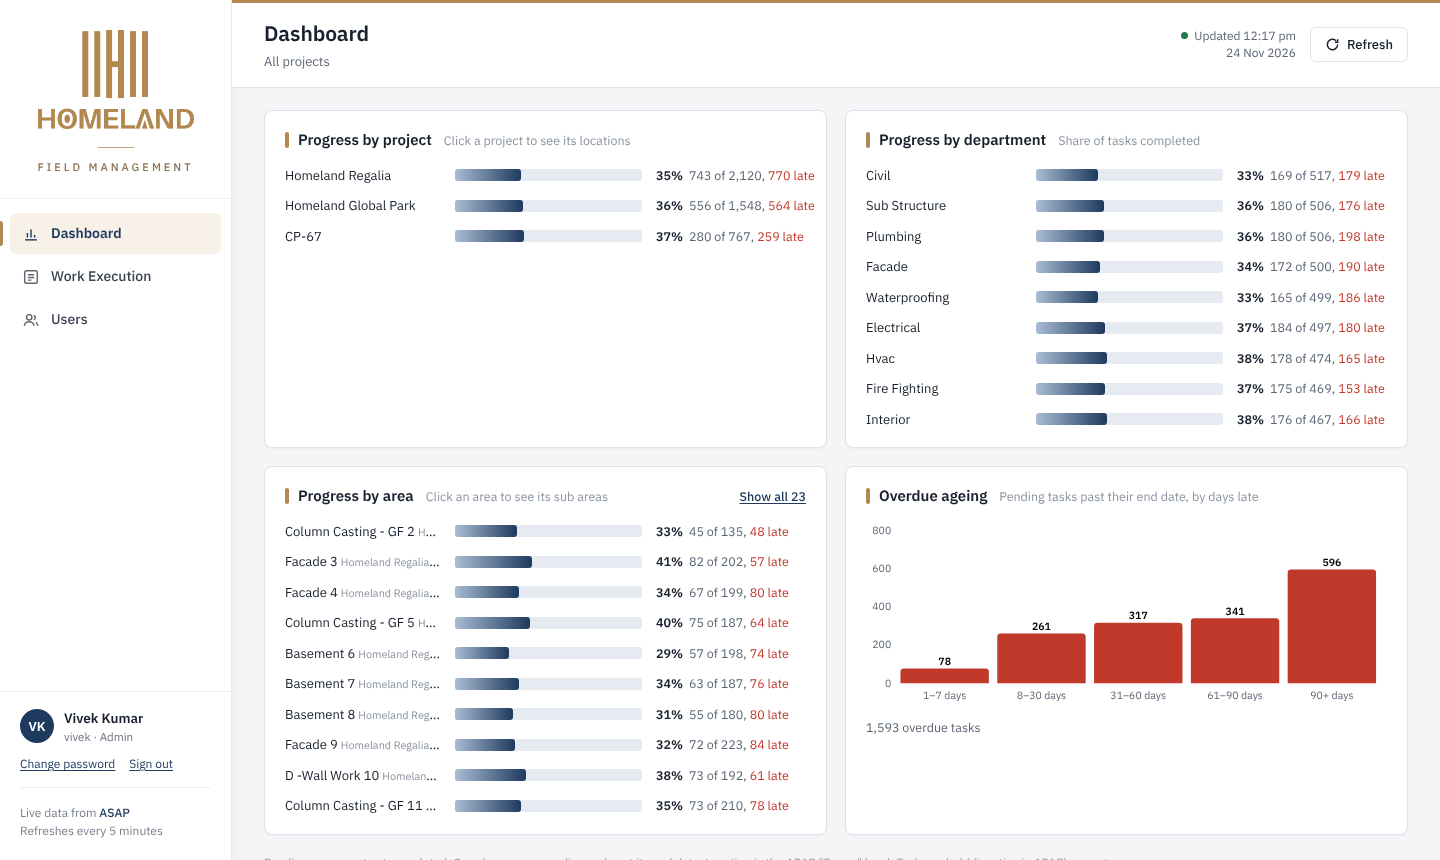 HOMELAND
FIELD MANAGEMENT
Dashboard
Work Execution
Users
VK
Vivek Kumar
vivek · Admin
Change password Sign out
Live data from ASAP
Refreshes every 5 minutes
Dashboard
All projects
Updated 12:17 pm
24 Nov 2026
Refresh
Progress by project Click a project to see its locations
Homeland Regalia 35% 743 of 2,120, 770 late
Homeland Global Park 36% 556 of 1,548, 564 late
CP-67 37% 280 of 767, 259 late
Progress by department Share of tasks completed
Civil 33% 169 of 517, 179 late
Sub Structure 36% 180 of 506, 176 late
Plumbing 36% 180 of 506, 198 late
Facade 34% 172 of 500, 190 late
Waterproofing 33% 165 of 499, 186 late
Electrical 37% 184 of 497, 180 late
Hvac 38% 178 of 474, 165 late
Fire Fighting 37% 175 of 469, 153 late
Interior 38% 176 of 467, 166 late
Progress by area Click an area to see its sub areas Show all 23
Column Casting - GF 2 H... 33% 45 of 135, 48 late
Facade 3 Homeland Regalia... 41% 82 of 202, 57 late
Facade 4 Homeland Regalia... 34% 67 of 199, 80 late
Column Casting - GF 5 H... 40% 75 of 187, 64 late
Basement 6 Homeland Reg... 29% 57 of 198, 74 late
Basement 7 Homeland Reg... 34% 63 of 187, 76 late
Basement 8 Homeland Reg... 31% 55 of 180, 80 late
Facade 9 Homeland Regalia... 32% 72 of 223, 84 late
D -Wall Work 10 Homelan... 38% 73 of 192, 61 late
Column Casting - GF 11 ... 35% 73 of 210, 78 late
Overdue ageing Pending tasks past their end date, by days late
800
600
400
200
0
78
261
317
341
596
1–7 days
8–30 days
31–60 days
61–90 days
90+ days
1,593 overdue tasks